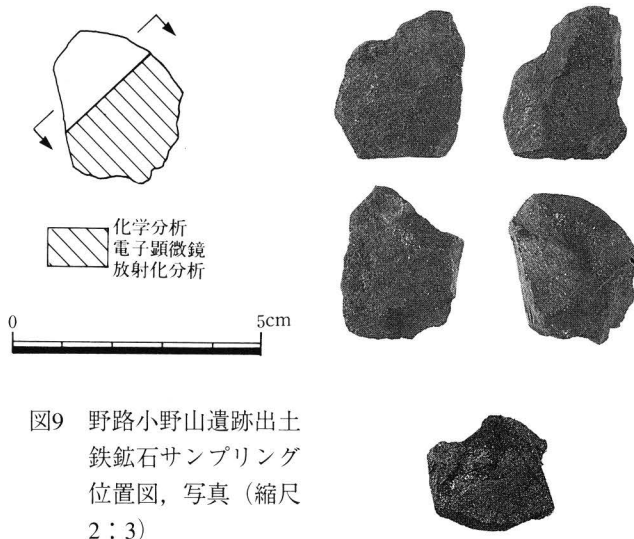 化学分析
電子顕微鏡
放射化分析
0 5cm
図9 野路小野山遺跡出土
鉄鉱石サンプリング
位置図，写真（縮尺
2：3）